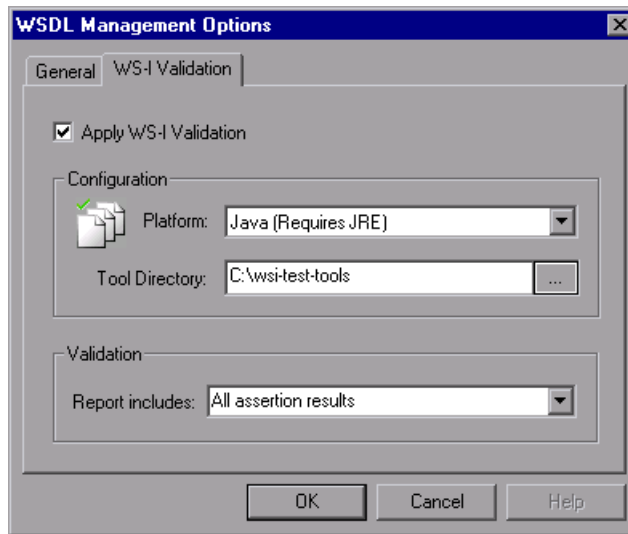 WSDL Management Options
General WS-I Validation
Apply WS-I Validation
Configuration
Platform: Java (Requires JRE)
Tool Directory: C:\wsi-test-tools ...
Validation
Report includes: All assertion results
OK Cancel Help